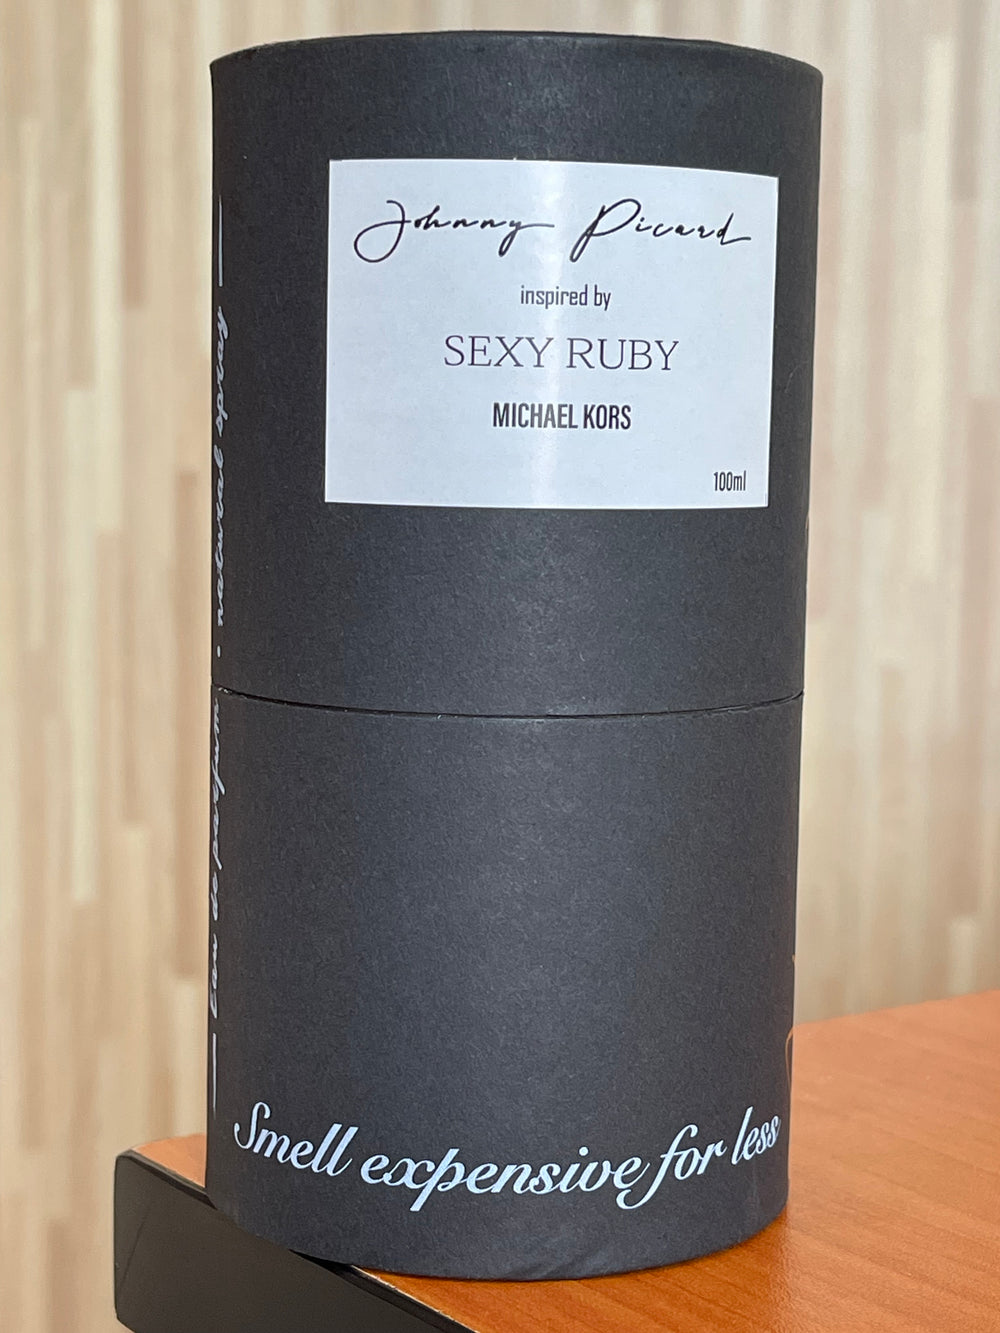 Johnny Picard
inspired by
SEXY RUBY
MICHAEL KORS
100ml
Eau de parfum · natural spray
Smell expensive for less